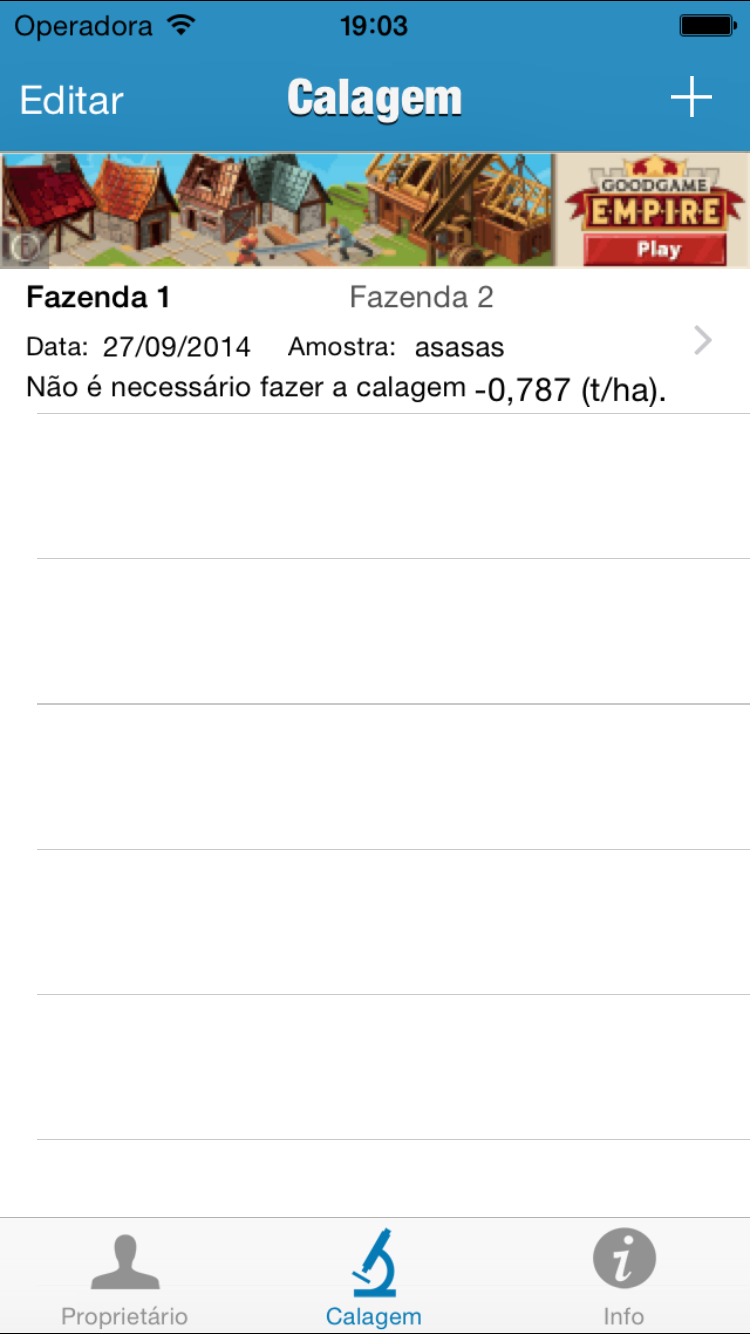 Operadora 19:03
Editar Calagem
GOODGAME
EMPIRE
Play
Fazenda 1 Fazenda 2
Data: 27/09/2014 Amostra: asasas
Não é necessário fazer a calagem -0,787 (t/ha).
Proprietário Calagem Info